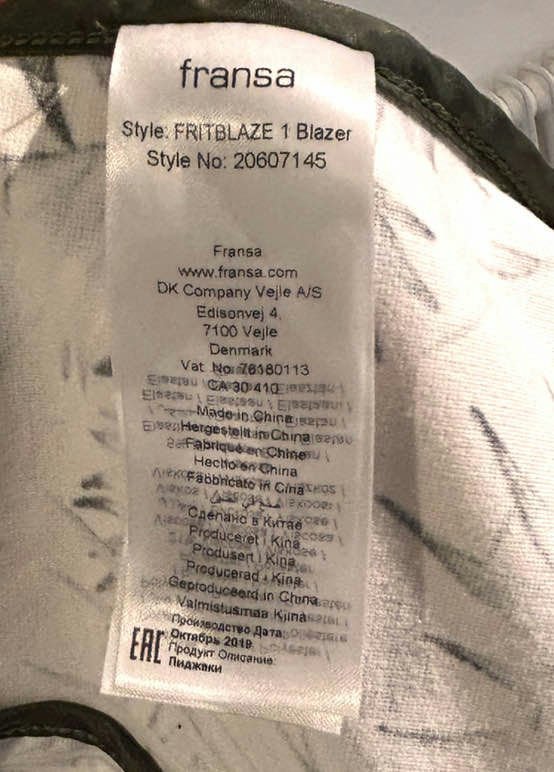 fransa
Style: FRITBLAZE 1 Blazer
Style No: 20607145
Fransa
www.fransa.com
DK Company Vejle A/S
Edisonvej 4.
7100 Vejle
Denmark
Vat No: 76180113
CA 30 410
Made in China
Hergestellt in China
Fabriqué en Chine
Hecho en China
Fabbricato in Cina
Сделано в Китае
Produceret i Kina
Produsert i Kina
Producerad i Kina
Geproduceerd in China
Valmistusmaa Kiina
Производство Дата:
Октябрь 2019
EAC Продукт Описание:
Пиджаки